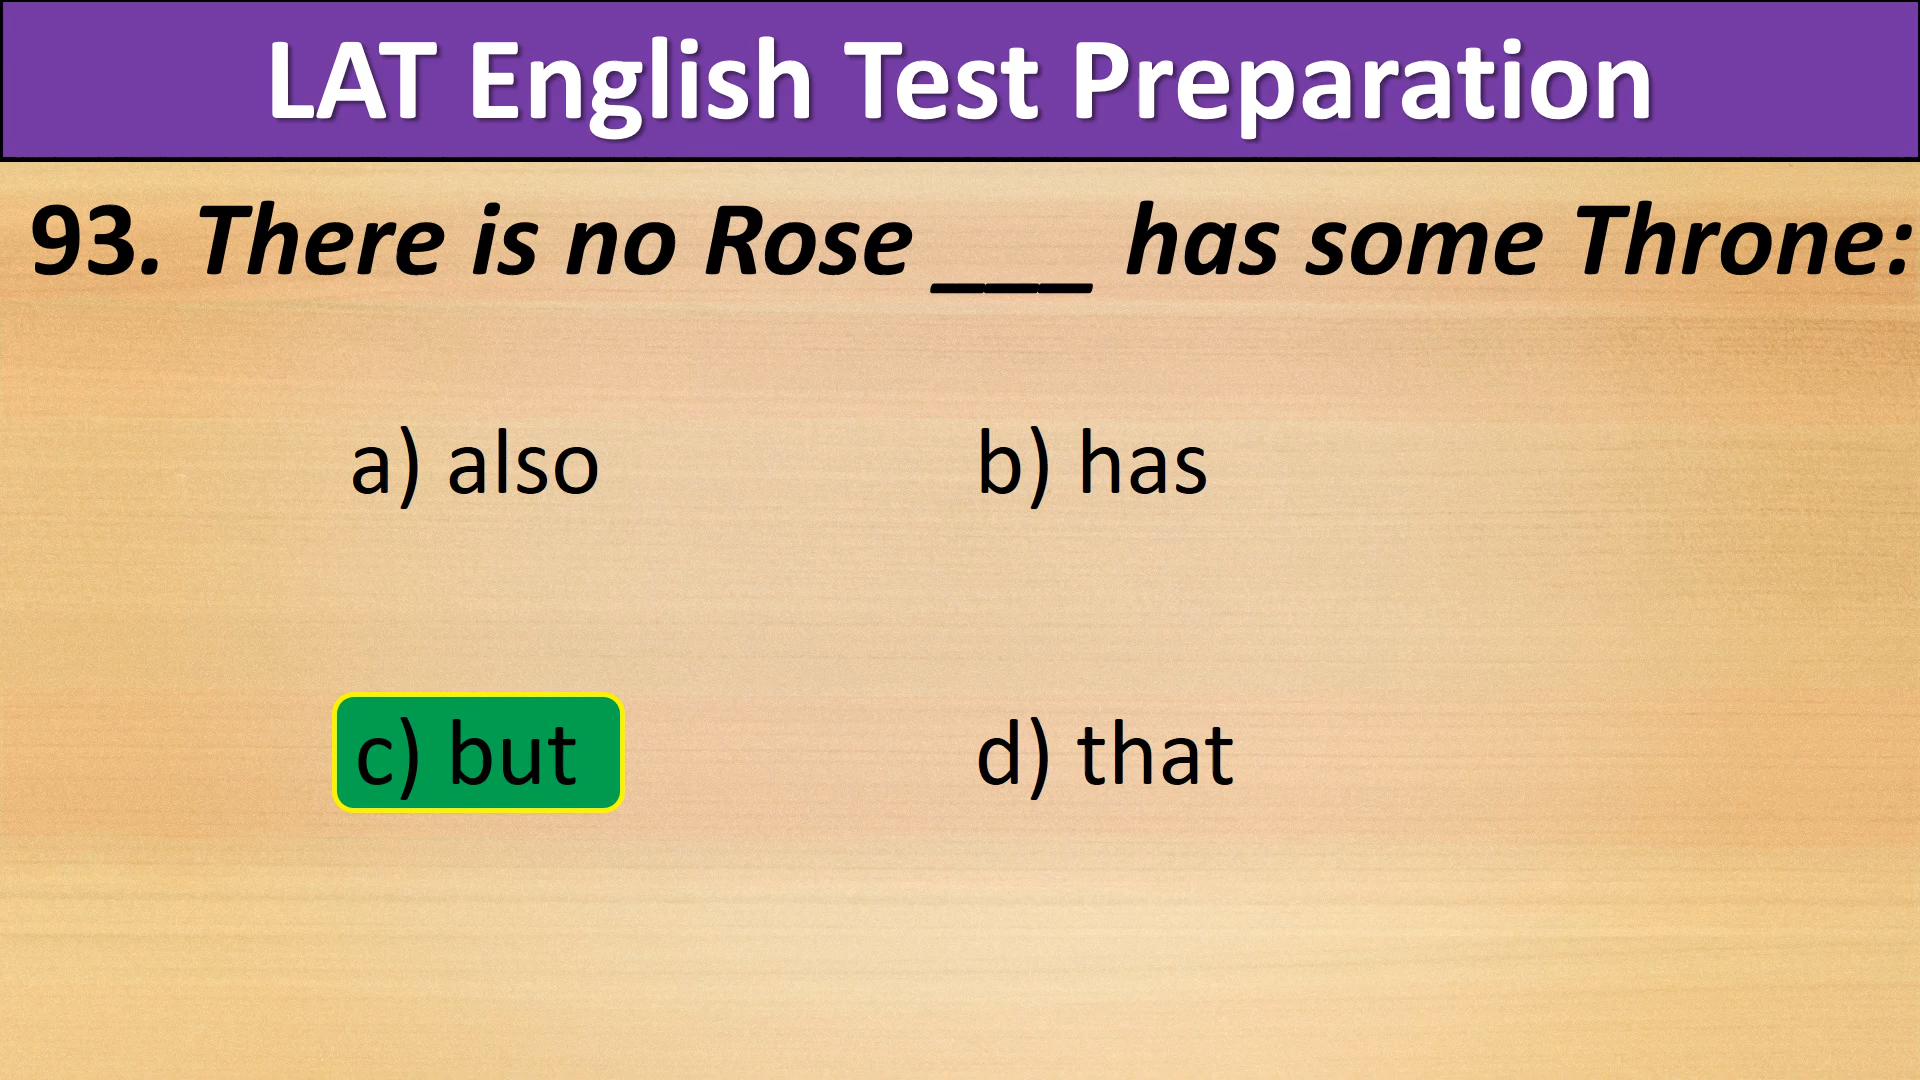 LAT English Test Preparation
93. There is no Rose ___ has some Throne:
a) also b) has
c) but d) that